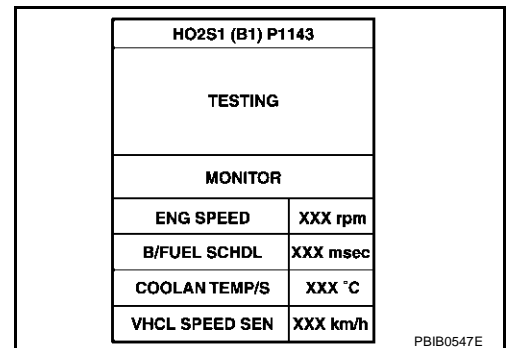 HO2S1 (B1) P1143
TESTING
MONITOR
ENG SPEED XXX rpm
B/FUEL SCHDL XXX msec
COOLAN TEMP/S XXX °C
VHCL SPEED SEN XXX km/h
PBIB0547E